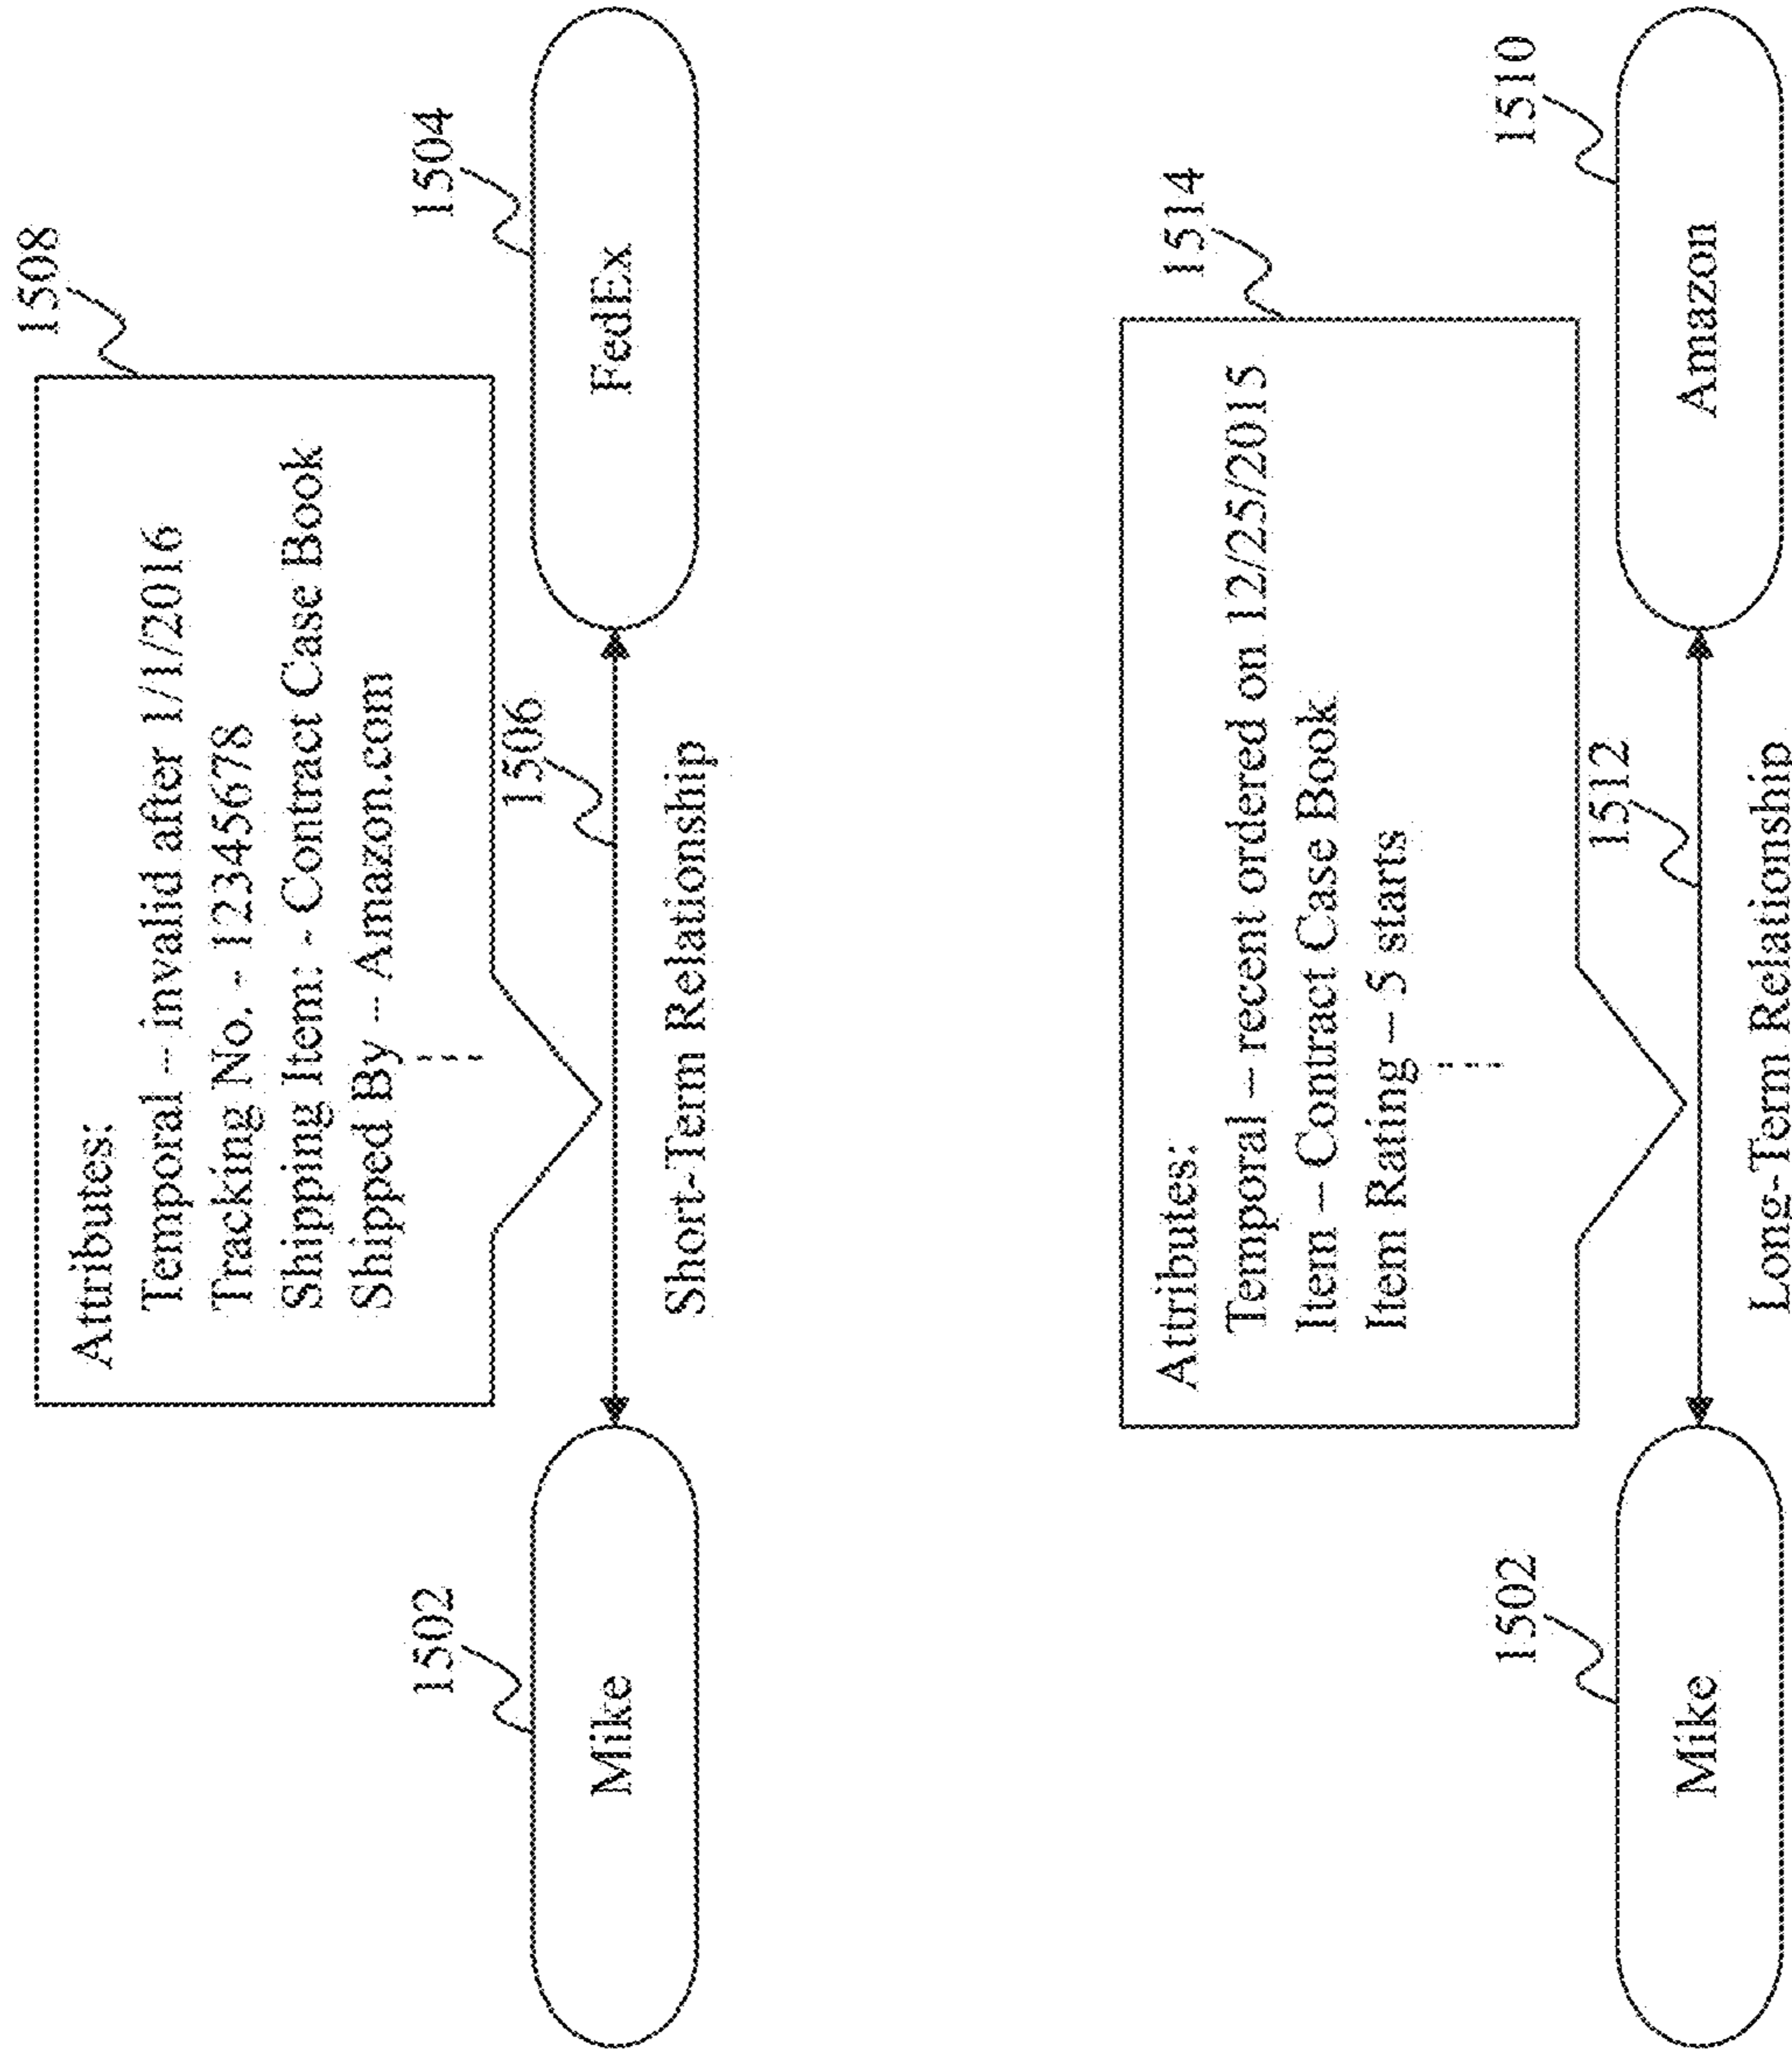 1508
Attributes:
Temporal – invalid after 1/1/2016
Tracking No. - 12345678
Shipping Item: - Contract Case Book
Shipped By – Amazon.com
1502
1506
1504
Mike
FedEx
Short-Term Relationship
1514
Attributes:
Temporal – recent ordered on 12/25/2015
Item – Contract Case Book
Item Rating – 5 starts
1502
1512
1510
Mike
Amazon
Long-Term Relationship